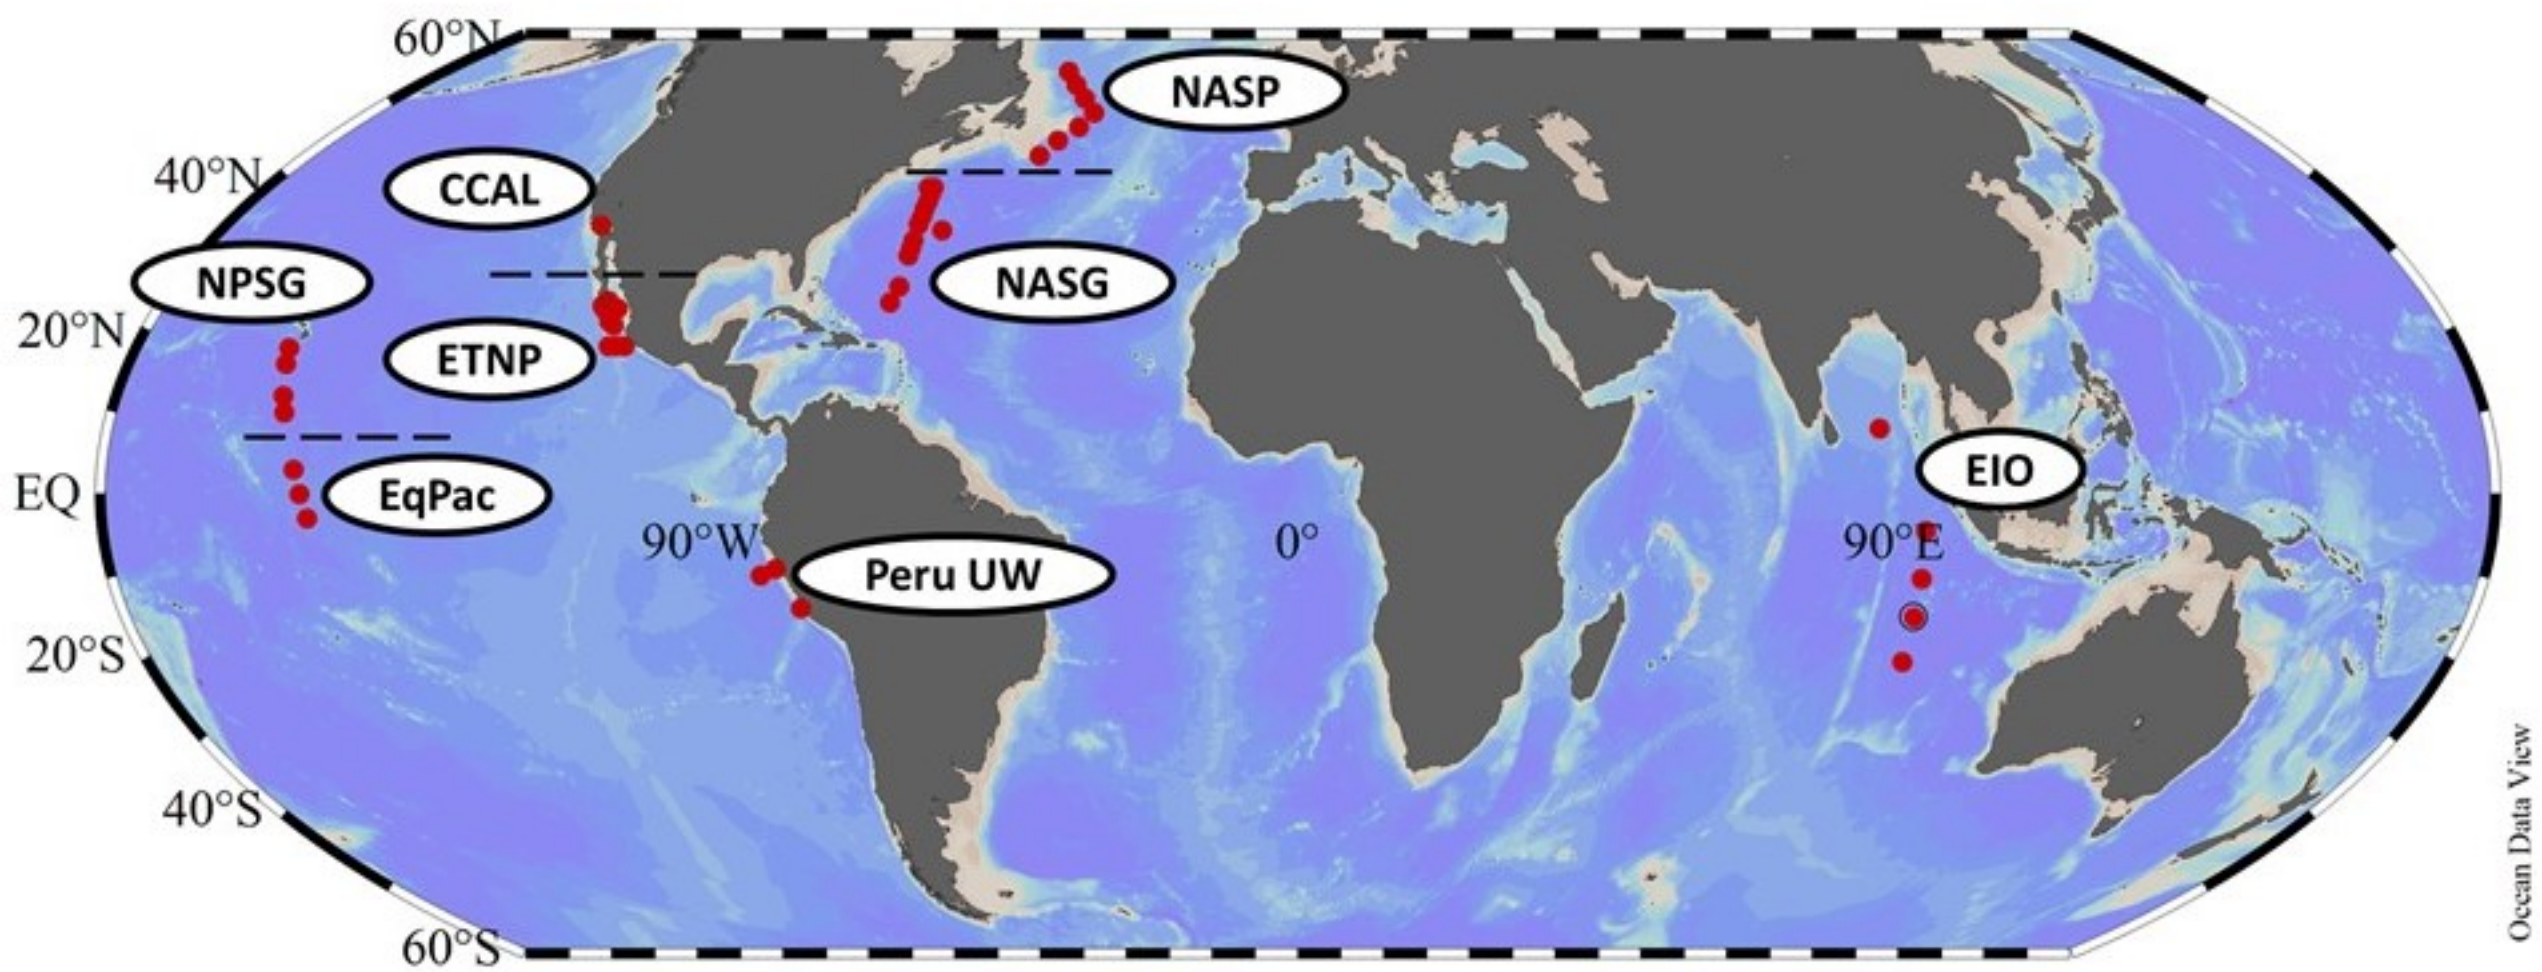 60°N
NASP
40°N
CCAL
NPSG
NASG
20°N
ETNP
EIO
EQ
EqPac
90°W
0°
90°E
Peru UW
20°S
40°S
60°S
Ocean Data View